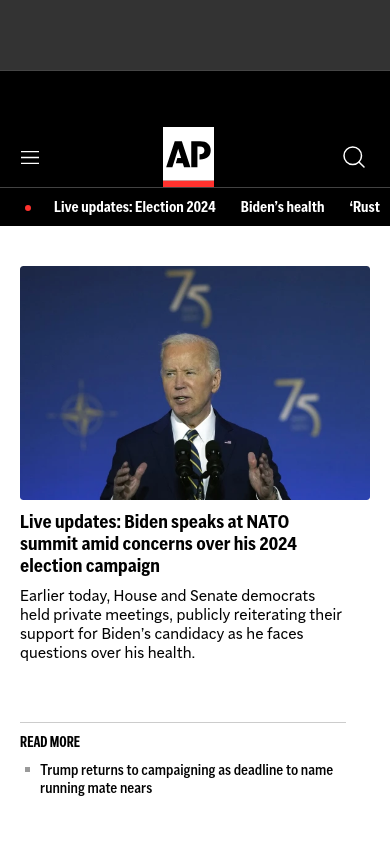 AP
Live updates: Election 2024 Biden's health ‘Rust
75
75
Live updates: Biden speaks at NATO
summit amid concerns over his 2024
election campaign
Earlier today, House and Senate democrats
held private meetings, publicly reiterating their
support for Biden’s candidacy as he faces
questions over his health.
READ MORE
Trump returns to campaigning as deadline to name
running mate nears